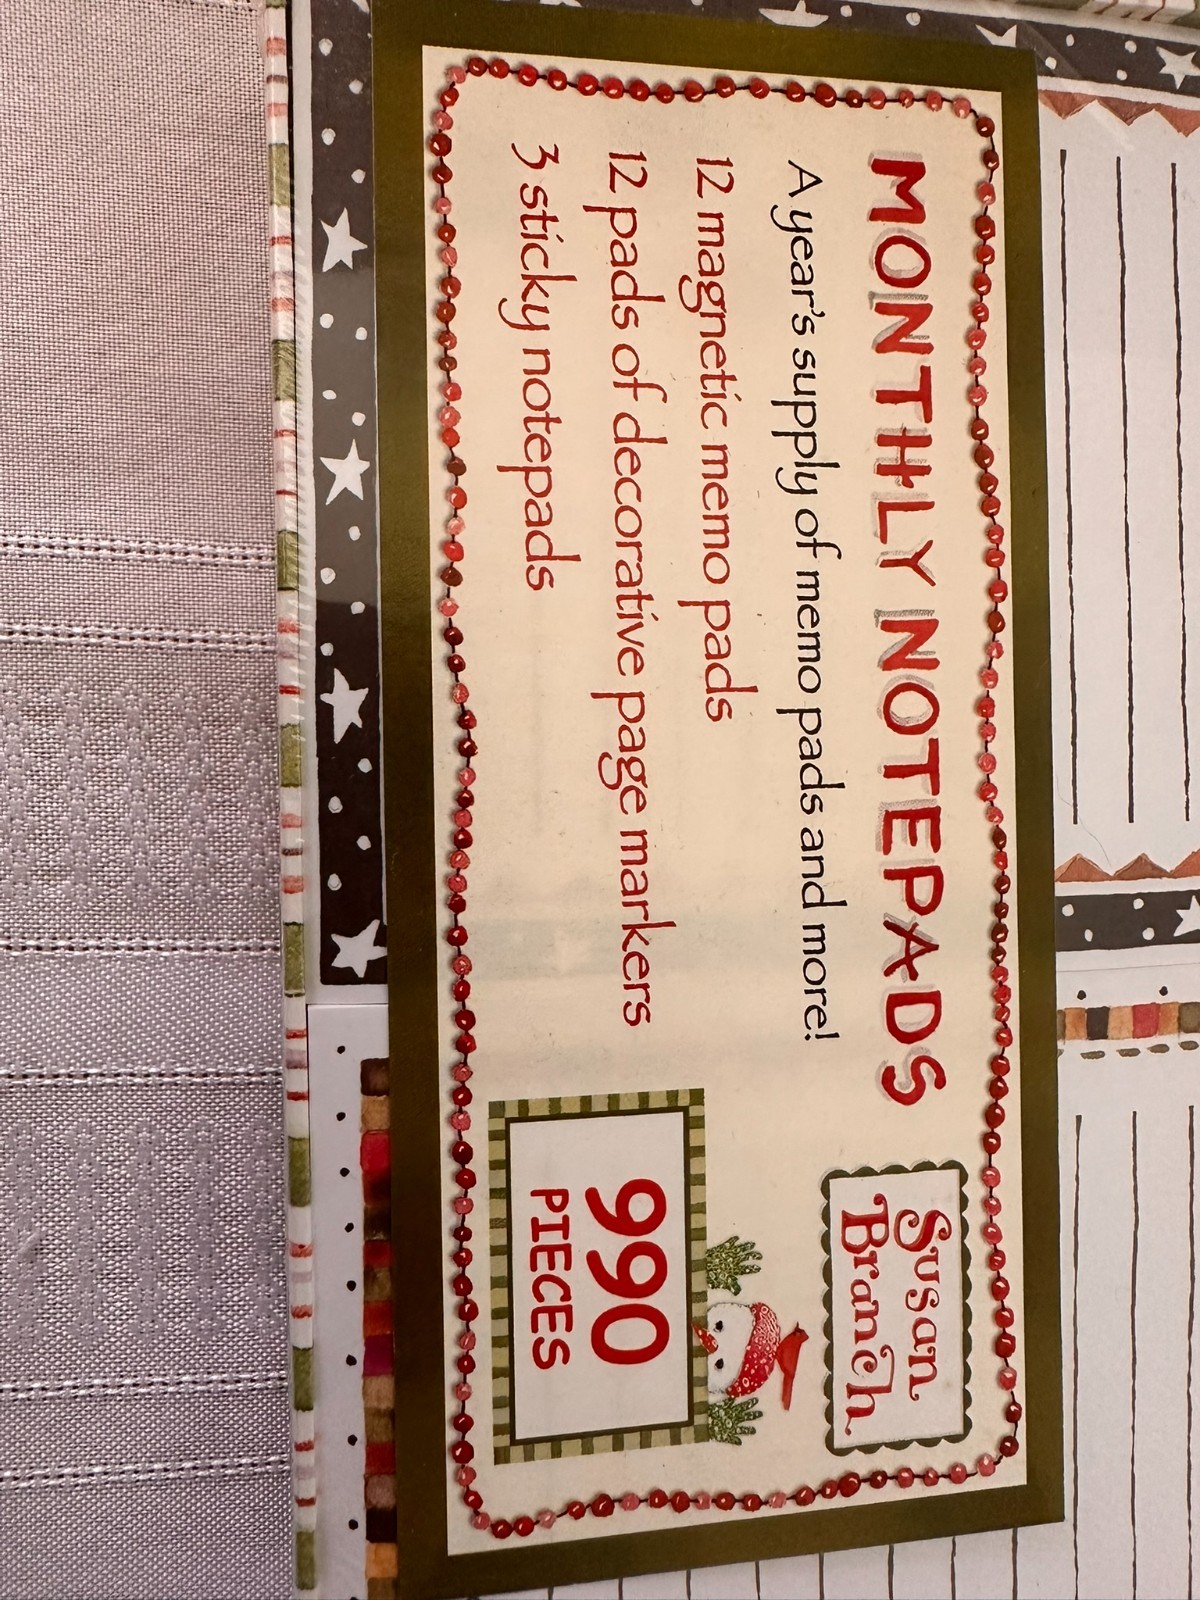 MONTHLY NOTEPADS
A year's supply of memo pads and more!
12 magnetic memo pads
12 pads of decorative page markers
3 sticky notepads
Susan
Branch
990
PIECES